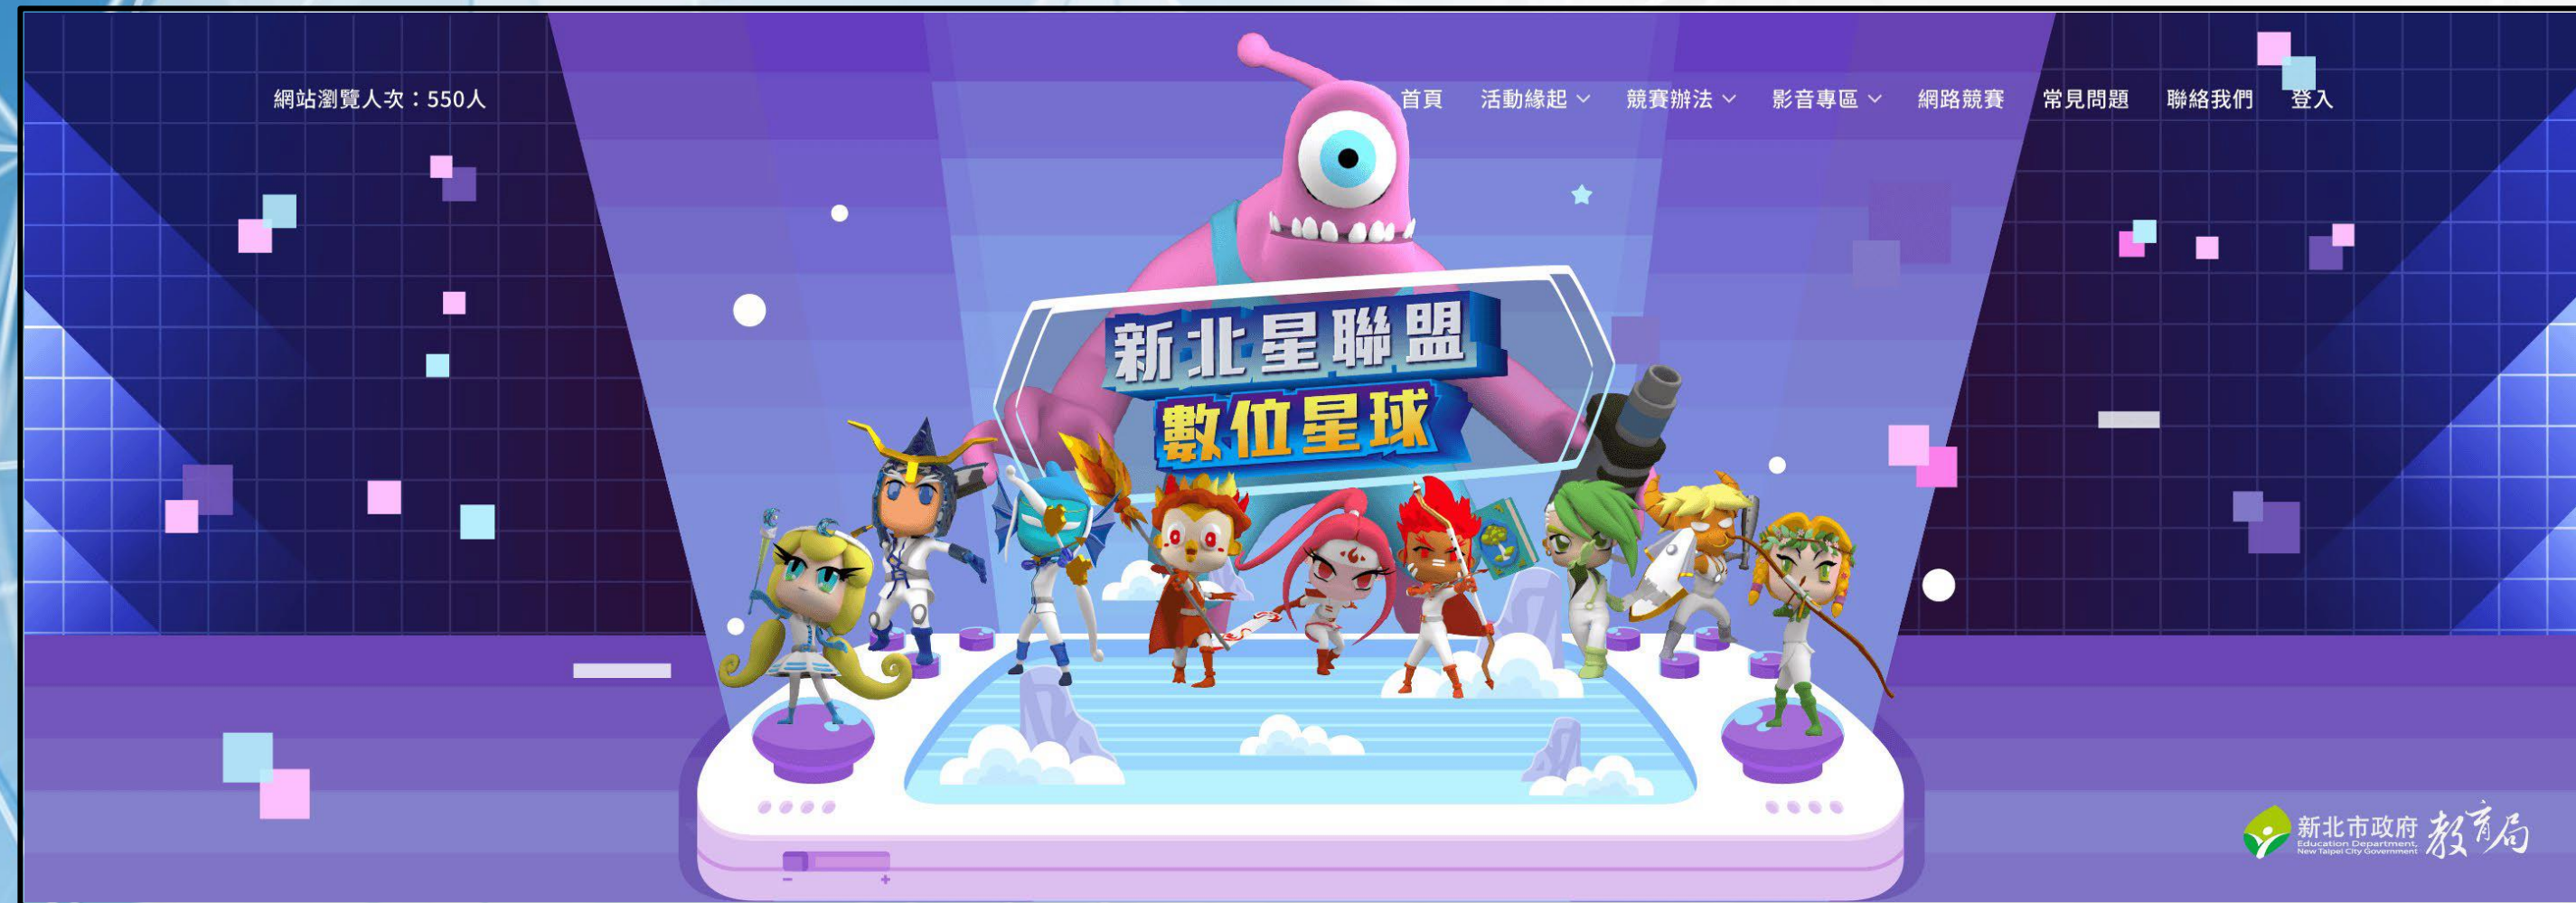 網站瀏覽人次：550人
首頁 活動緣起 競賽辦法 影音專區 網路競賽 常見問題 聯絡我們 登入
新北星聯盟
數位星球
新北市政府 教育局
Education Department,
New Taipei City Government